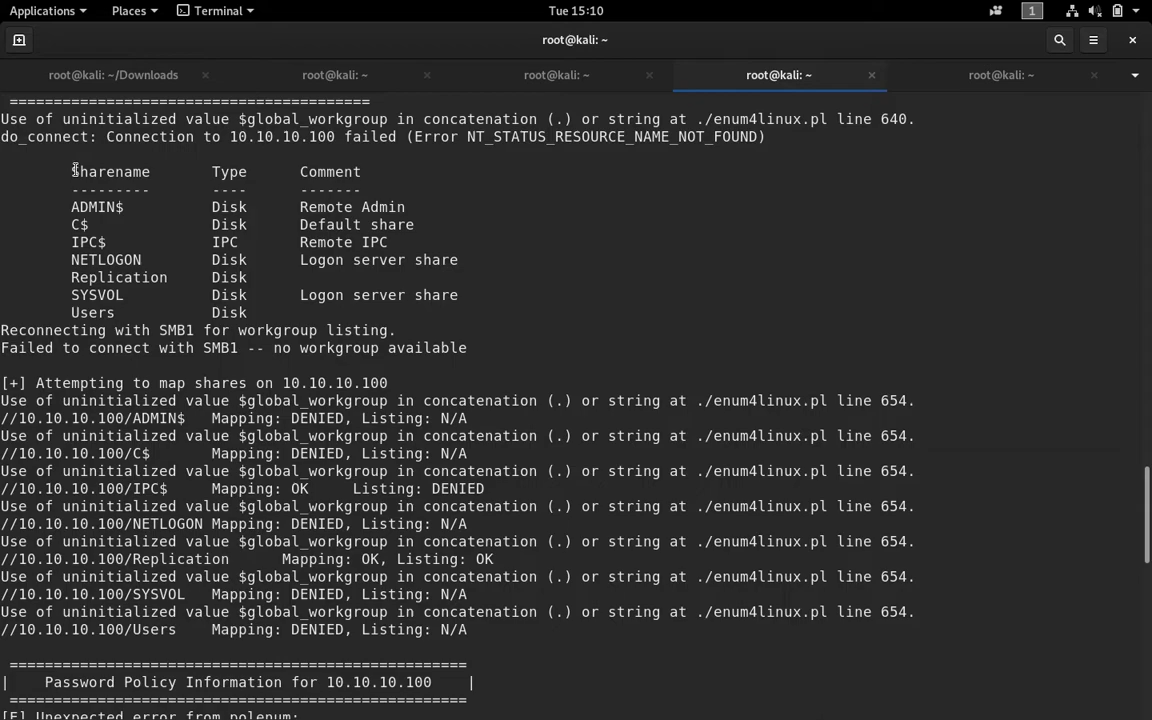 Applications Places Terminal Tue 15:10 1
root@kali: ~
root@kali: ~/Downloads root@kali: ~ root@kali: ~ root@kali: ~ root@kali: ~
=========================================
Use of uninitialized value $global_workgroup in concatenation (.) or string at ./enum4linux.pl line 640.
do_connect: Connection to 10.10.10.100 failed (Error NT_STATUS_RESOURCE_NAME_NOT_FOUND)
Sharename Type Comment
--------- ---- -------
ADMIN$ Disk Remote Admin
C$ Disk Default share
IPC$ IPC Remote IPC
NETLOGON Disk Logon server share
Replication Disk
SYSVOL Disk Logon server share
Users Disk
Reconnecting with SMB1 for workgroup listing.
Failed to connect with SMB1 -- no workgroup available
[+] Attempting to map shares on 10.10.10.100
Use of uninitialized value $global_workgroup in concatenation (.) or string at ./enum4linux.pl line 654.
//10.10.10.100/ADMIN$ Mapping: DENIED, Listing: N/A
Use of uninitialized value $global_workgroup in concatenation (.) or string at ./enum4linux.pl line 654.
//10.10.10.100/C$ Mapping: DENIED, Listing: N/A
Use of uninitialized value $global_workgroup in concatenation (.) or string at ./enum4linux.pl line 654.
//10.10.10.100/IPC$ Mapping: OK Listing: DENIED
Use of uninitialized value $global_workgroup in concatenation (.) or string at ./enum4linux.pl line 654.
//10.10.10.100/NETLOGON Mapping: DENIED, Listing: N/A
Use of uninitialized value $global_workgroup in concatenation (.) or string at ./enum4linux.pl line 654.
//10.10.10.100/Replication Mapping: OK, Listing: OK
Use of uninitialized value $global_workgroup in concatenation (.) or string at ./enum4linux.pl line 654.
//10.10.10.100/SYSVOL Mapping: DENIED, Listing: N/A
Use of uninitialized value $global_workgroup in concatenation (.) or string at ./enum4linux.pl line 654.
//10.10.10.100/Users Mapping: DENIED, Listing: N/A
====================================================
| Password Policy Information for 10.10.10.100 |
====================================================
[E] Unexpected error from polenum: